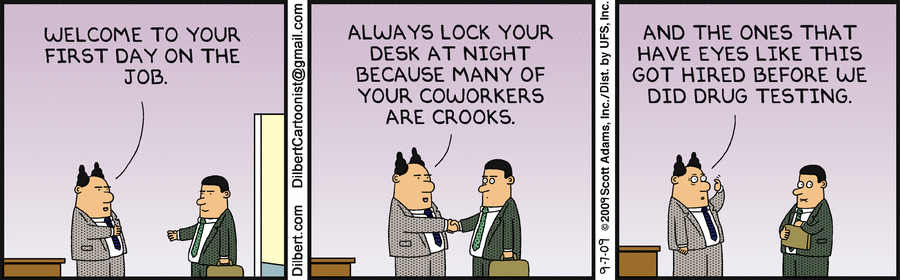 WELCOME TO YOUR
FIRST DAY ON THE
JOB.
Dilbert.com DilbertCartoonist@gmail.com
ALWAYS LOCK YOUR
DESK AT NIGHT
BECAUSE MANY OF
YOUR COWORKERS
ARE CROOKS.
9-7-09 ©2009 Scott Adams, Inc./Dist. by UFS, Inc.
AND THE ONES THAT
HAVE EYES LIKE THIS
GOT HIRED BEFORE WE
DID DRUG TESTING.